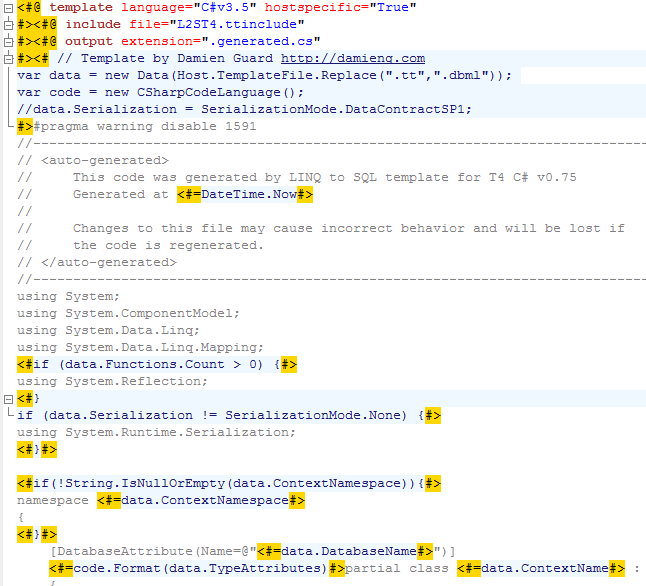 <#@ template language="C#v3.5" hostspecific="True"
#><#@ include file="L2ST4.ttinclude"
#><#@ output extension=".generated.cs"
#><# // Template by Damien Guard http://damieng.com
var data = new Data(Host.TemplateFile.Replace(".tt",".dbml"));
var code = new CSharpCodeLanguage();
//data.Serialization = SerializationMode.DataContractSP1;
#>#pragma warning disable 1591
//------------------------------------------------------------------------------
// <auto-generated>
//     This code was generated by LINQ to SQL template for T4 C# v0.75
//     Generated at <#=DateTime.Now#>
//
//     Changes to this file may cause incorrect behavior and will be lost if
//     the code is regenerated.
// </auto-generated>
//------------------------------------------------------------------------------
using System;
using System.ComponentModel;
using System.Data.Linq;
using System.Data.Linq.Mapping;
<#if (data.Functions.Count > 0) {#>
using System.Reflection;
<#}
if (data.Serialization != SerializationMode.None) {#>
using System.Runtime.Serialization;
<#}#>

<#if(!String.IsNullOrEmpty(data.ContextNamespace)){#>
namespace <#=data.ContextNamespace#>
{
<#}#>
    [DatabaseAttribute(Name=@"<#=data.DatabaseName#>")]
    <#=code.Format(data.TypeAttributes)#>partial class <#=data.ContextName#> :
    {